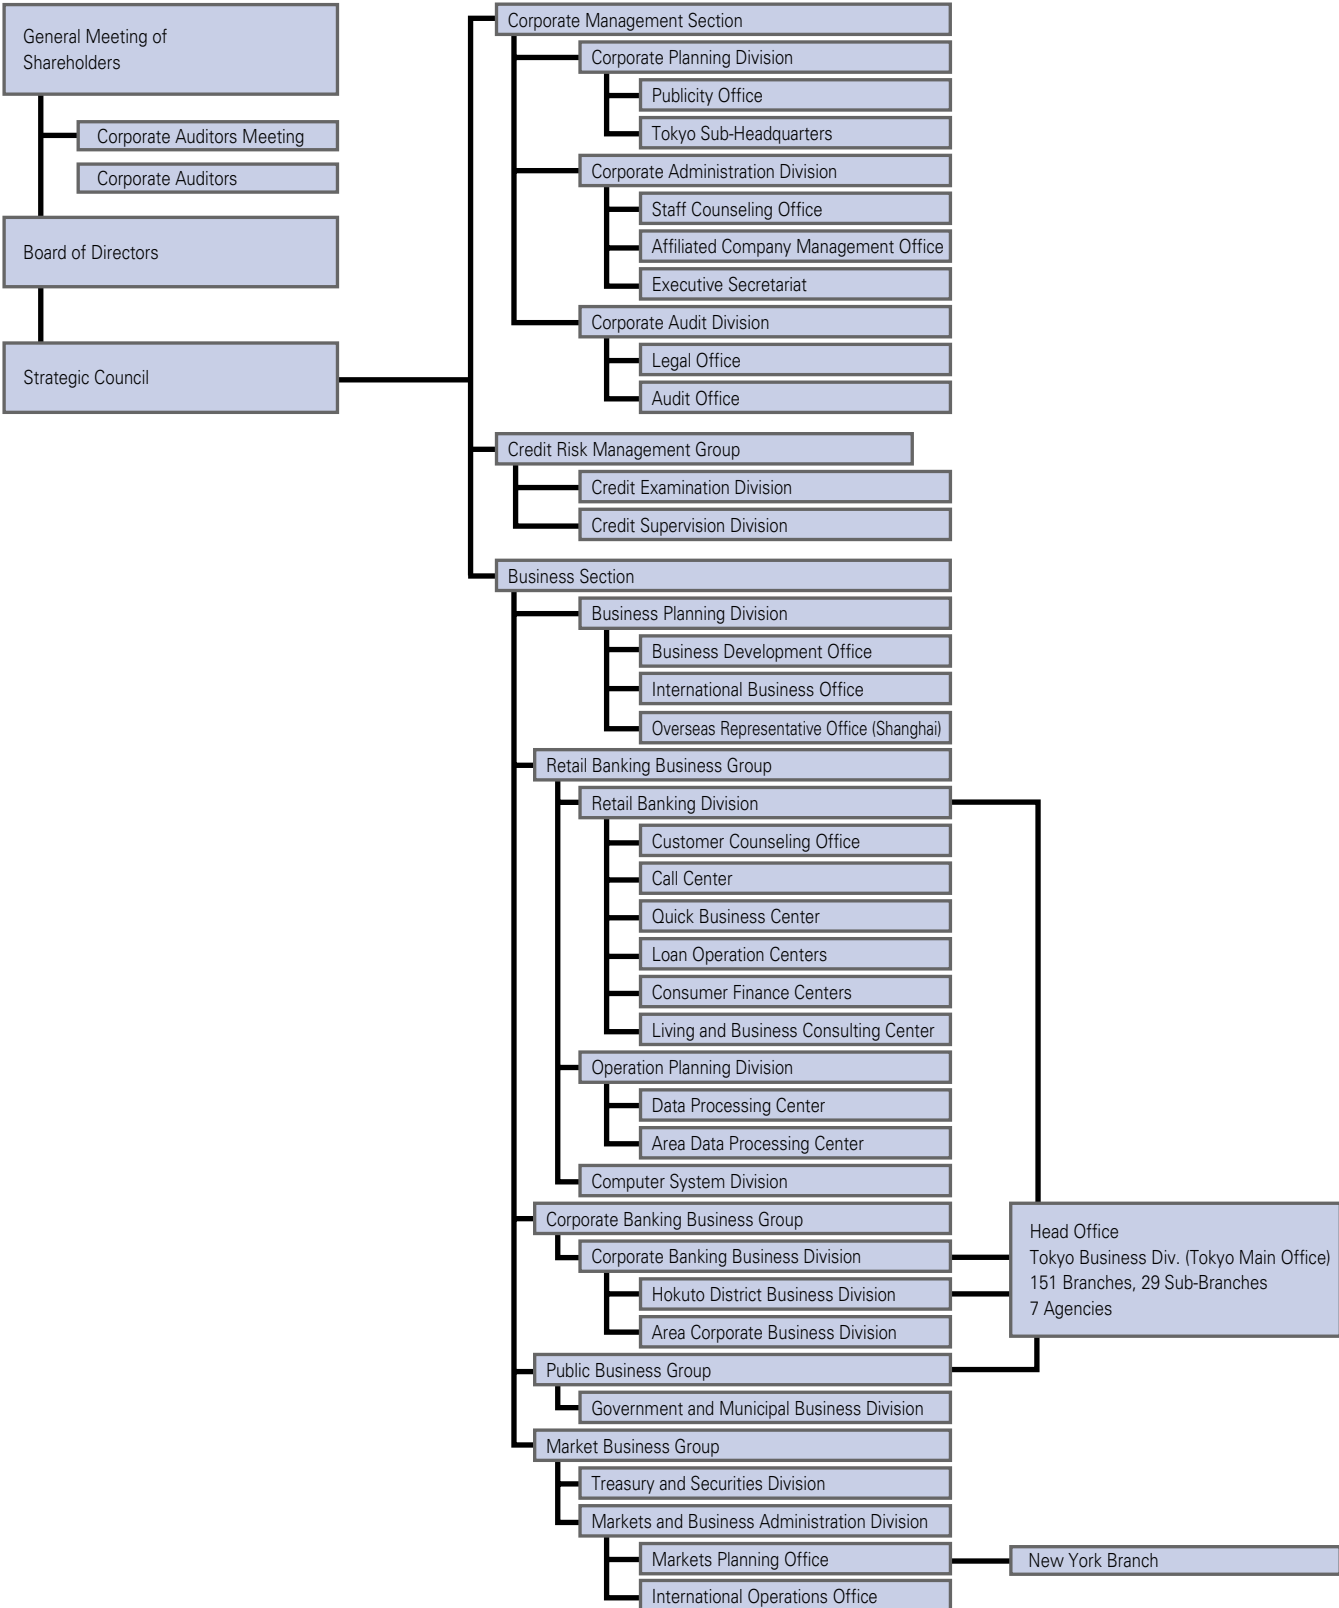 General Meeting of
Shareholders
Corporate Auditors Meeting
Corporate Auditors
Board of Directors
Strategic Council
Corporate Management Section
Corporate Planning Division
Publicity Office
Tokyo Sub-Headquarters
Corporate Administration Division
Staff Counseling Office
Affiliated Company Management Office
Executive Secretariat
Corporate Audit Division
Legal Office
Audit Office
Credit Risk Management Group
Credit Examination Division
Credit Supervision Division
Business Section
Business Planning Division
Business Development Office
International Business Office
Overseas Representative Office (Shanghai)
Retail Banking Business Group
Retail Banking Division
Customer Counseling Office
Call Center
Quick Business Center
Loan Operation Centers
Consumer Finance Centers
Living and Business Consulting Center
Operation Planning Division
Data Processing Center
Area Data Processing Center
Computer System Division
Corporate Banking Business Group
Corporate Banking Business Division
Hokuto District Business Division
Area Corporate Business Division
Public Business Group
Government and Municipal Business Division
Market Business Group
Treasury and Securities Division
Markets and Business Administration Division
Markets Planning Office
International Operations Office
Head Office
Tokyo Business Div. (Tokyo Main Office)
151 Branches, 29 Sub-Branches
7 Agencies
New York Branch